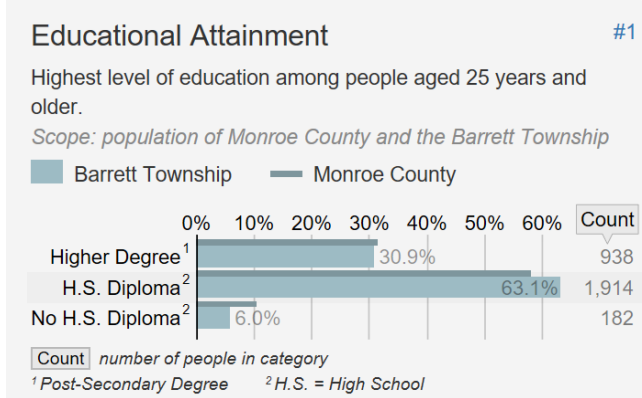 Educational Attainment #1
Highest level of education among people aged 25 years and
older.
Scope: population of Monroe County and the Barrett Township
Barrett Township Monroe County
0% 10% 20% 30% 40% 50% 60% Count
Higher Degree¹ 30.9% 938
H.S. Diploma² 63.1% 1,914
No H.S. Diploma² 6.0% 182
Count number of people in category
¹ Post-Secondary Degree ² H.S. = High School